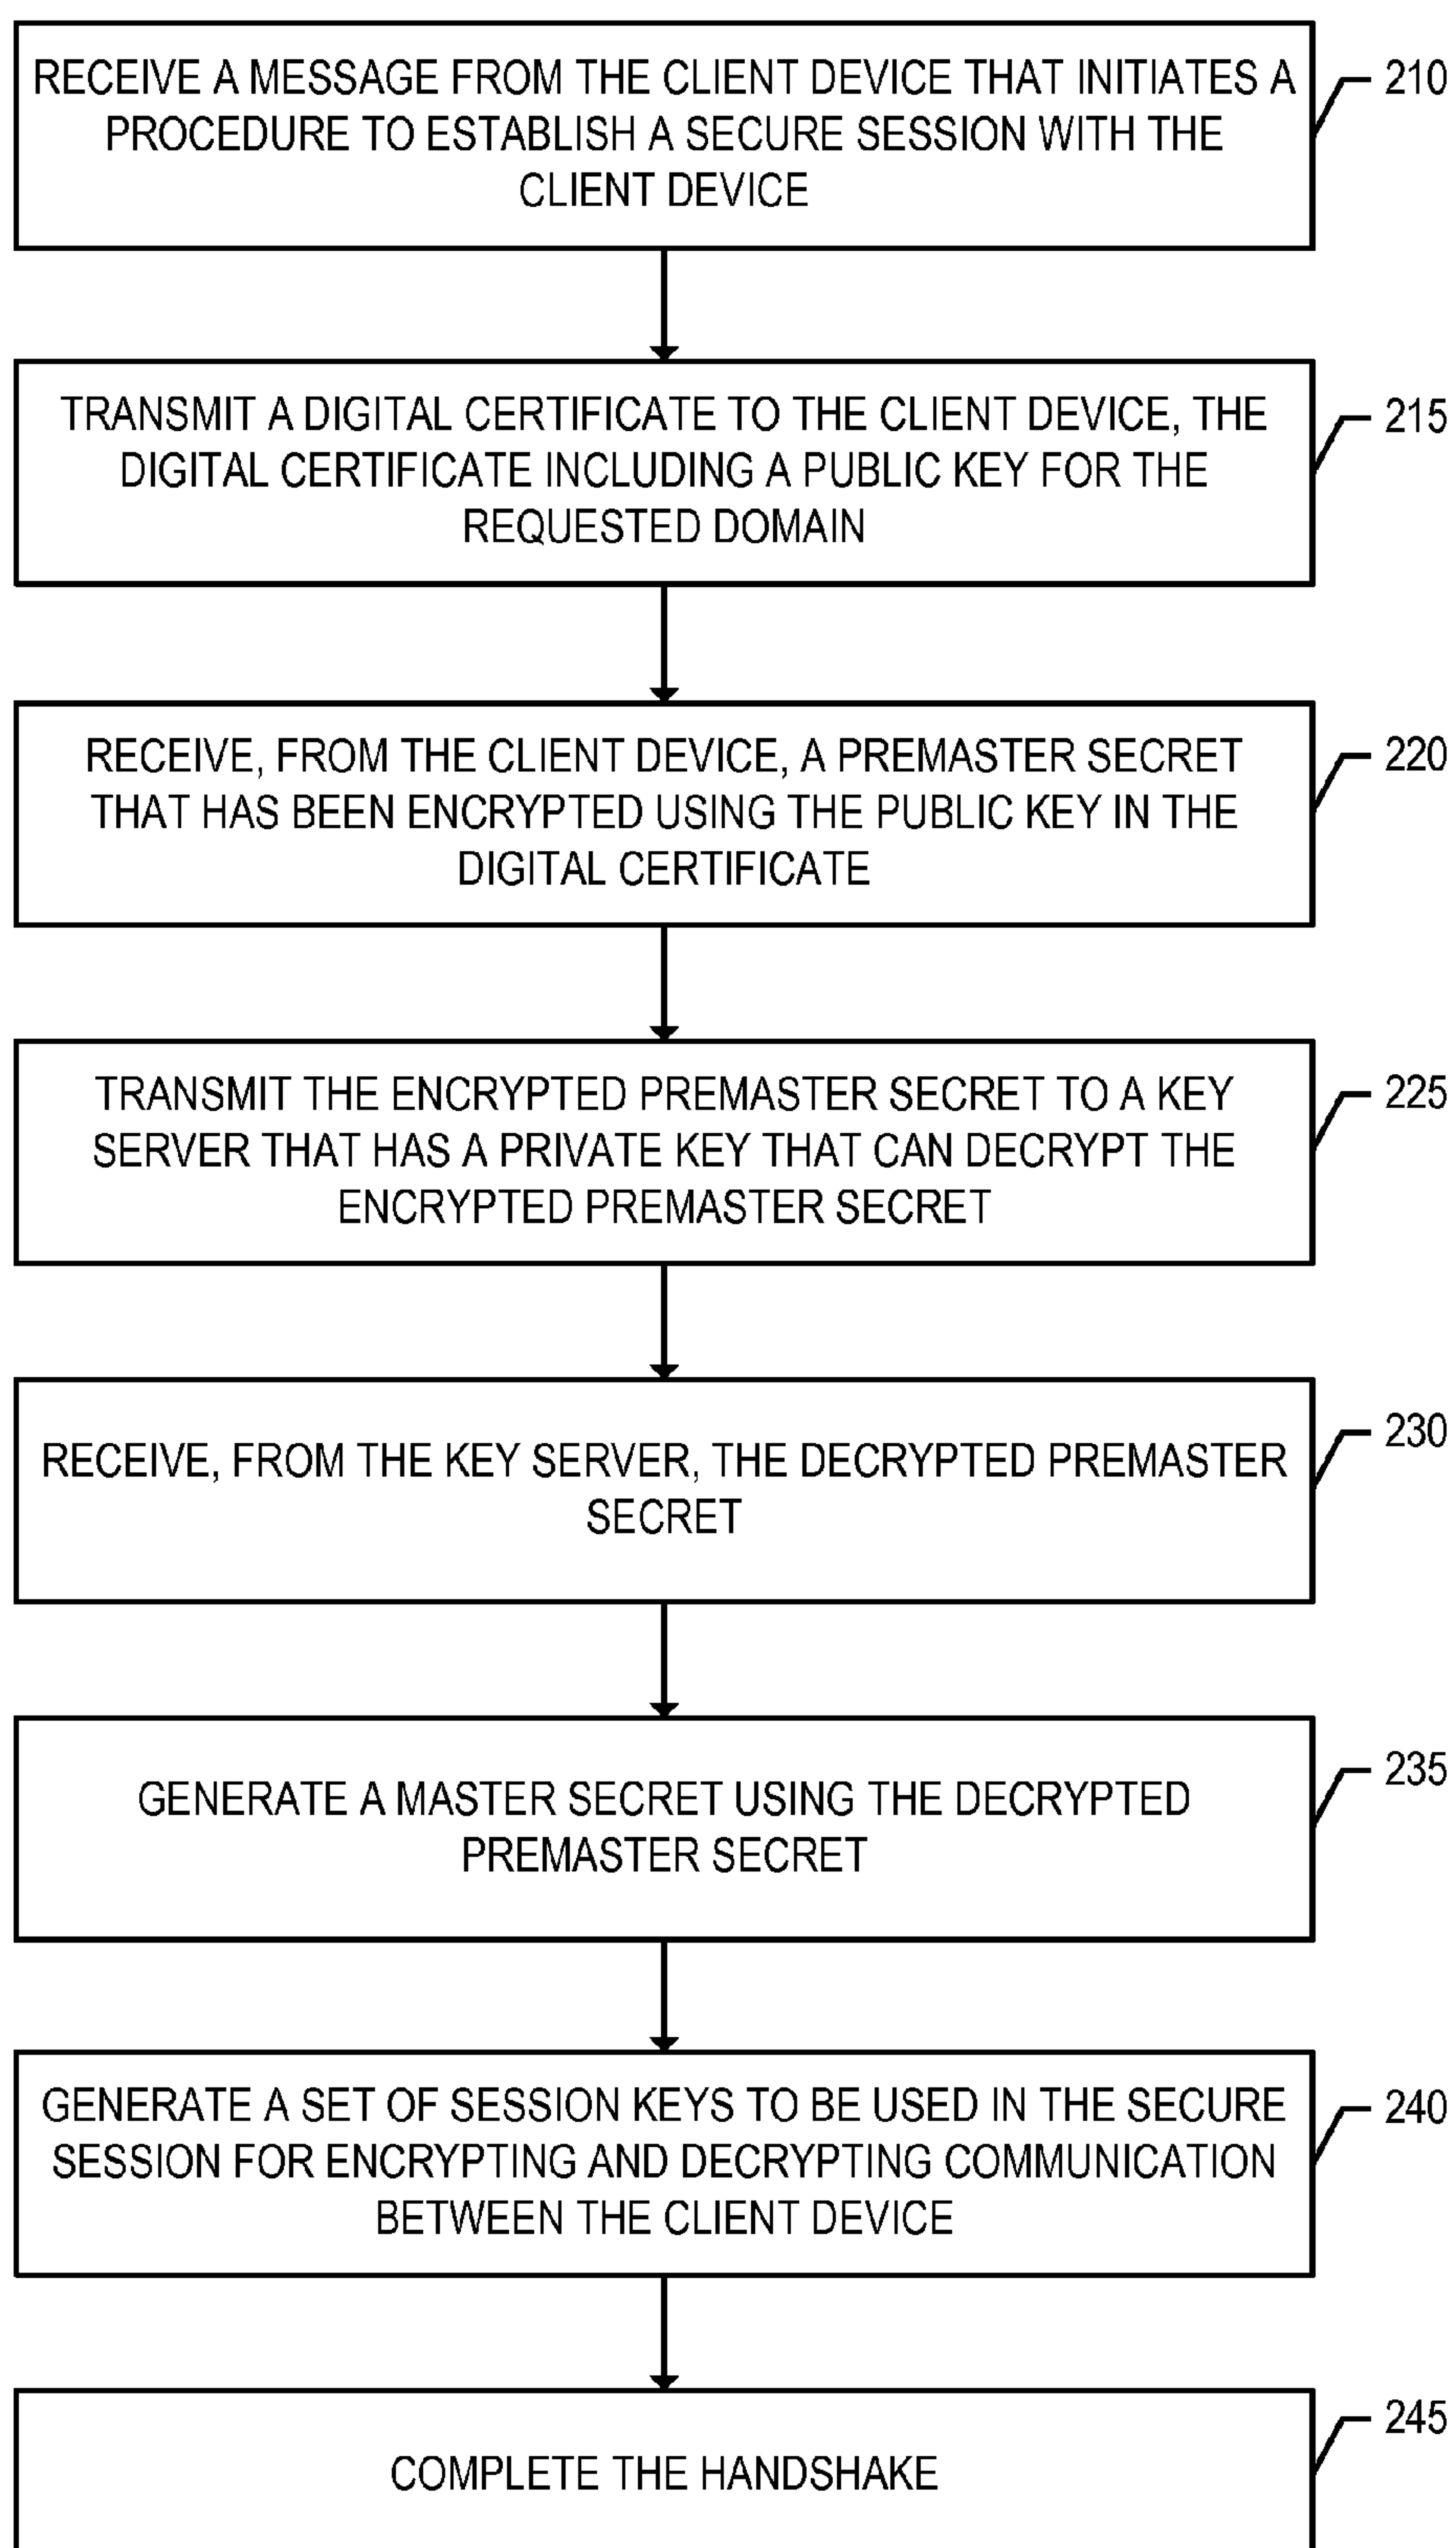 RECEIVE A MESSAGE FROM THE CLIENT DEVICE THAT INITIATES A
PROCEDURE TO ESTABLISH A SECURE SESSION WITH THE
CLIENT DEVICE
210
TRANSMIT A DIGITAL CERTIFICATE TO THE CLIENT DEVICE, THE
DIGITAL CERTIFICATE INCLUDING A PUBLIC KEY FOR THE
REQUESTED DOMAIN
215
RECEIVE, FROM THE CLIENT DEVICE, A PREMASTER SECRET
THAT HAS BEEN ENCRYPTED USING THE PUBLIC KEY IN THE
DIGITAL CERTIFICATE
220
TRANSMIT THE ENCRYPTED PREMASTER SECRET TO A KEY
SERVER THAT HAS A PRIVATE KEY THAT CAN DECRYPT THE
ENCRYPTED PREMASTER SECRET
225
RECEIVE, FROM THE KEY SERVER, THE DECRYPTED PREMASTER
SECRET
230
GENERATE A MASTER SECRET USING THE DECRYPTED
PREMASTER SECRET
235
GENERATE A SET OF SESSION KEYS TO BE USED IN THE SECURE
SESSION FOR ENCRYPTING AND DECRYPTING COMMUNICATION
BETWEEN THE CLIENT DEVICE
240
COMPLETE THE HANDSHAKE
245